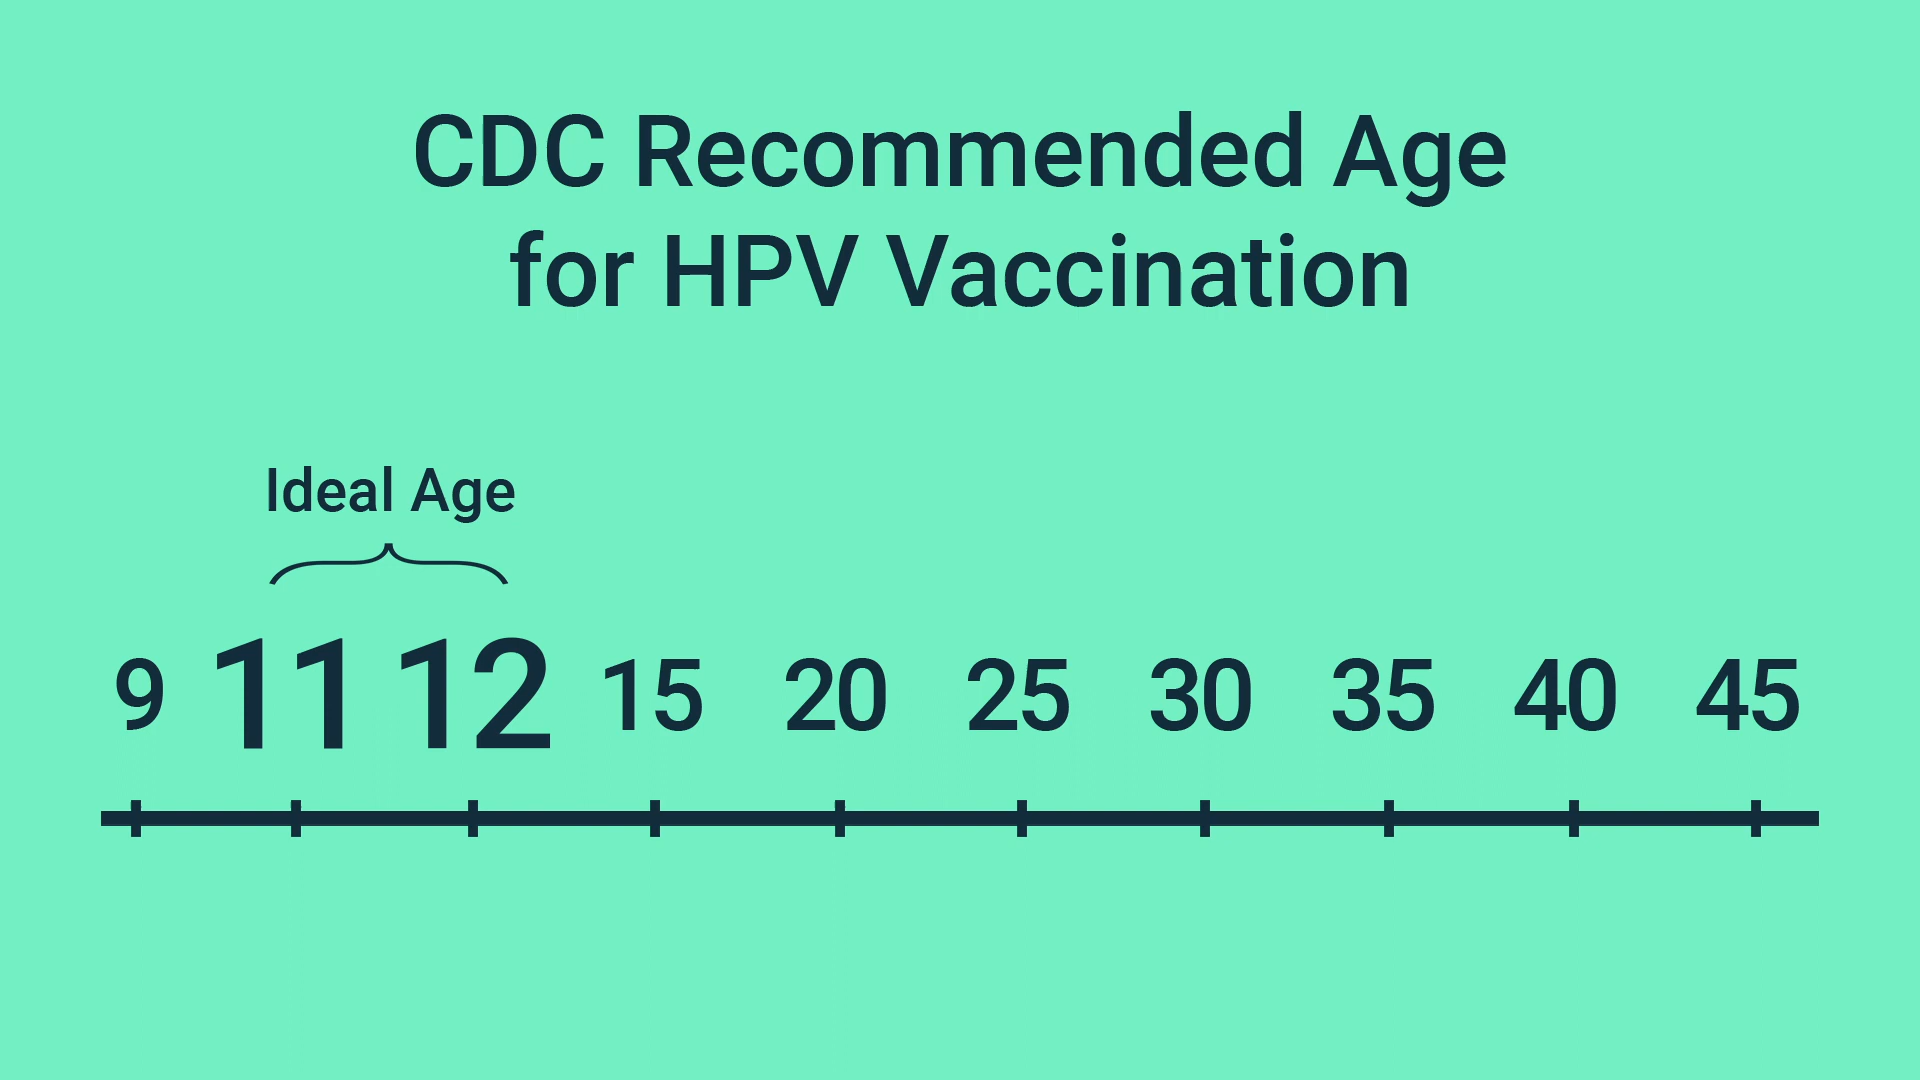 CDC Recommended Age
for HPV Vaccination
Ideal Age
9 11 12 15 20 25 30 35 40 45